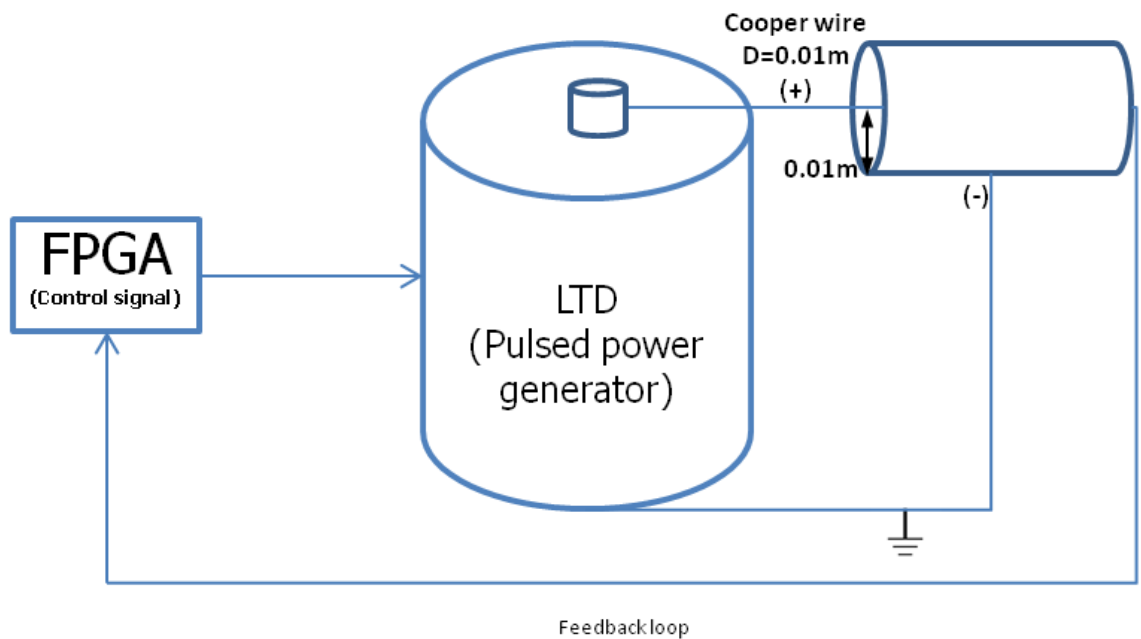 Cooper wire
D=0.01m
(+)
0.01m
(-)
FPGA
(Control signal)
LTD
(Pulsed power
generator)
Feedback loop